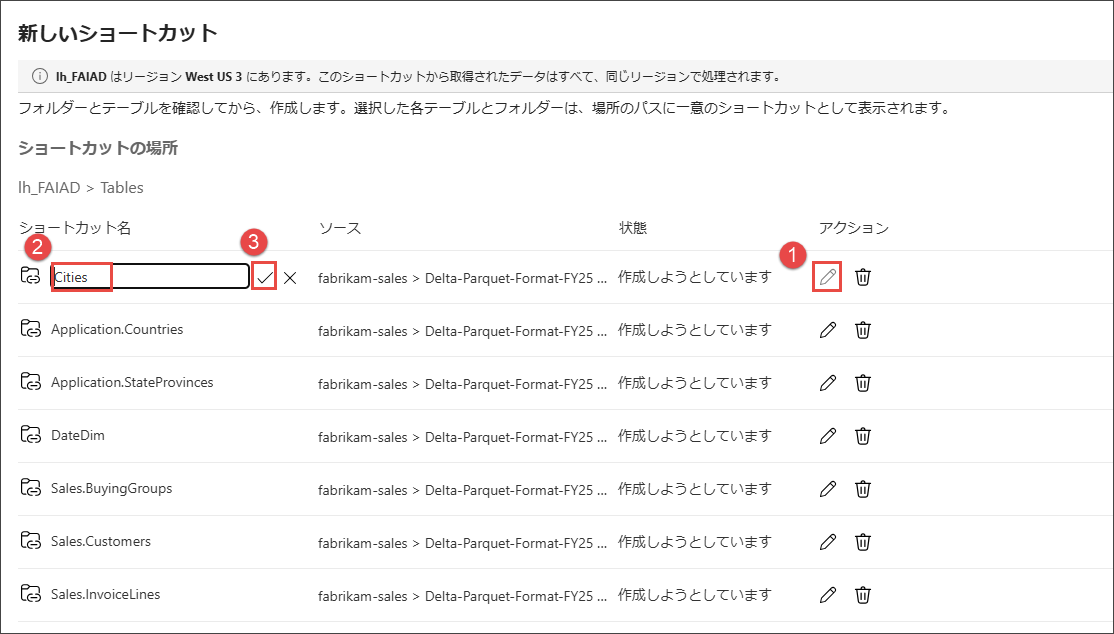 新しいショートカット
lh_FAIAD はリージョン West US 3 にあります。このショートカットから取得されたデータはすべて、同じリージョンで処理されます。
フォルダーとテーブルを確認してから、作成します。選択した各テーブルとフォルダーは、場所のパスに一意のショートカットとして表示されます。
ショートカットの場所
lh_FAIAD > Tables
ショートカット名 ソース 状態 アクション
2 3 1
Cities fabrikam-sales > Delta-Parquet-Format-FY25 ... 作成しようとしています
Application.Countries fabrikam-sales > Delta-Parquet-Format-FY25 ... 作成しようとしています
Application.StateProvinces fabrikam-sales > Delta-Parquet-Format-FY25 ... 作成しようとしています
DateDim fabrikam-sales > Delta-Parquet-Format-FY25 ... 作成しようとしています
Sales.BuyingGroups fabrikam-sales > Delta-Parquet-Format-FY25 ... 作成しようとしています
Sales.Customers fabrikam-sales > Delta-Parquet-Format-FY25 ... 作成しようとしています
Sales.InvoiceLines fabrikam-sales > Delta-Parquet-Format-FY25 ... 作成しようとしています